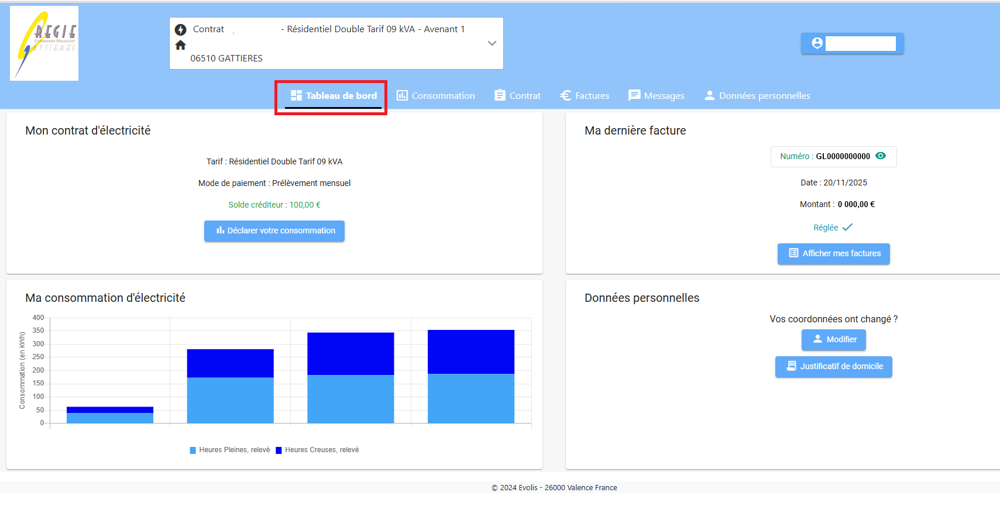 REGIE
Communale Electricité
Contrat - Résidentiel Double Tarif 09 kVA - Avenant 1
06510 GATTIERES
Tableau de bord
Consommation
Contrat
Factures
Messages
Données personnelles
Mon contrat d'électricité
Tarif : Résidentiel Double Tarif 09 kVA
Mode de paiement : Prélèvement mensuel
Solde créditeur : 100,00 €
Déclarer votre consommation
Ma dernière facture
Numéro : GL0000000000
Date : 20/11/2025
Montant : 0 000,00 €
Réglée
Afficher mes factures
Ma consommation d'électricité
Consommation (en kWh)
400
350
300
250
200
150
100
50
0
Heures Pleines, relevé
Heures Creuses, relevé
Données personnelles
Vos coordonnées ont changé ?
Modifier
Justificatif de domicile
© 2024 Evolis - 26000 Valence France